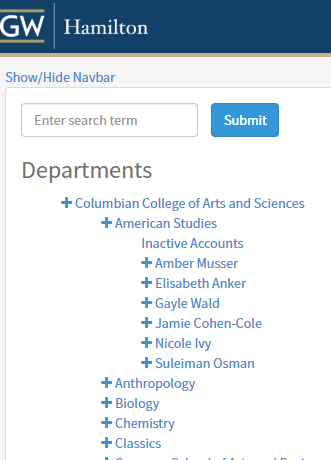 GW Hamilton
Show/Hide Navbar
Enter search term Submit
Departments
Columbian College of Arts and Sciences
American Studies
Inactive Accounts
Amber Musser
Elisabeth Anker
Gayle Wald
Jamie Cohen-Cole
Nicole Ivy
Suleiman Osman
Anthropology
Biology
Chemistry
Classics